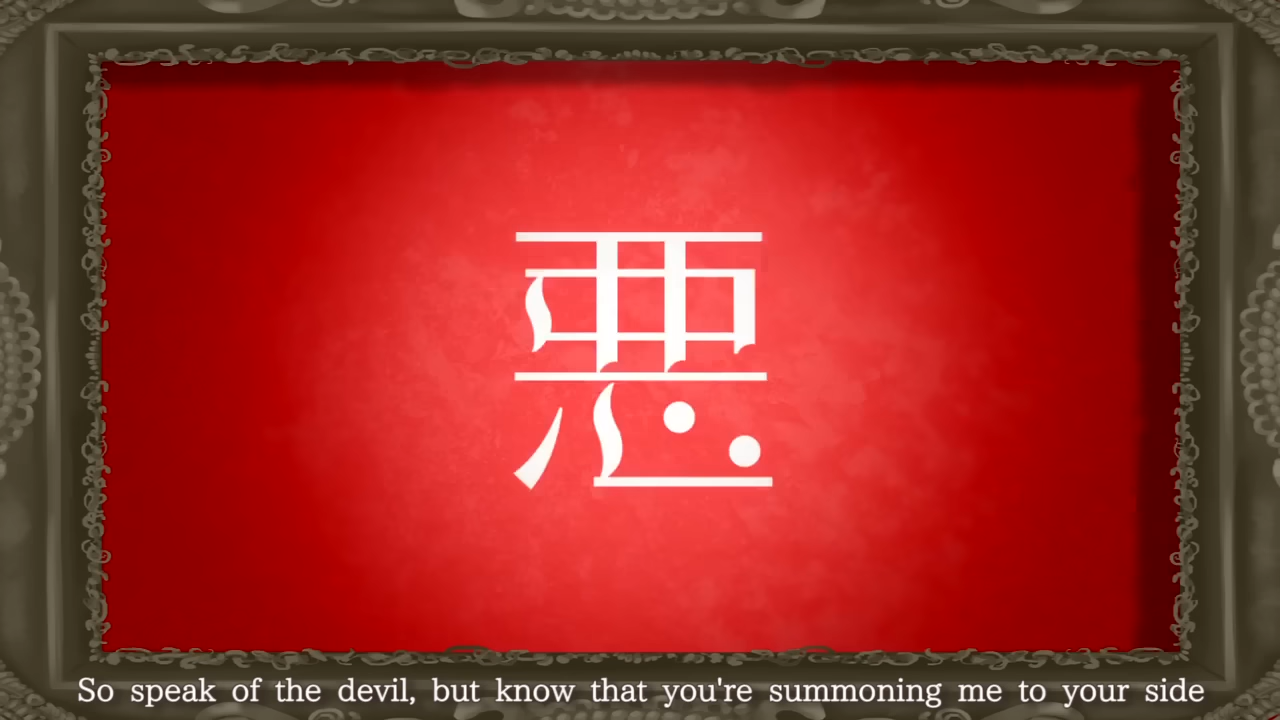 悪
So speak of the devil, but know that you're summoning me to your side